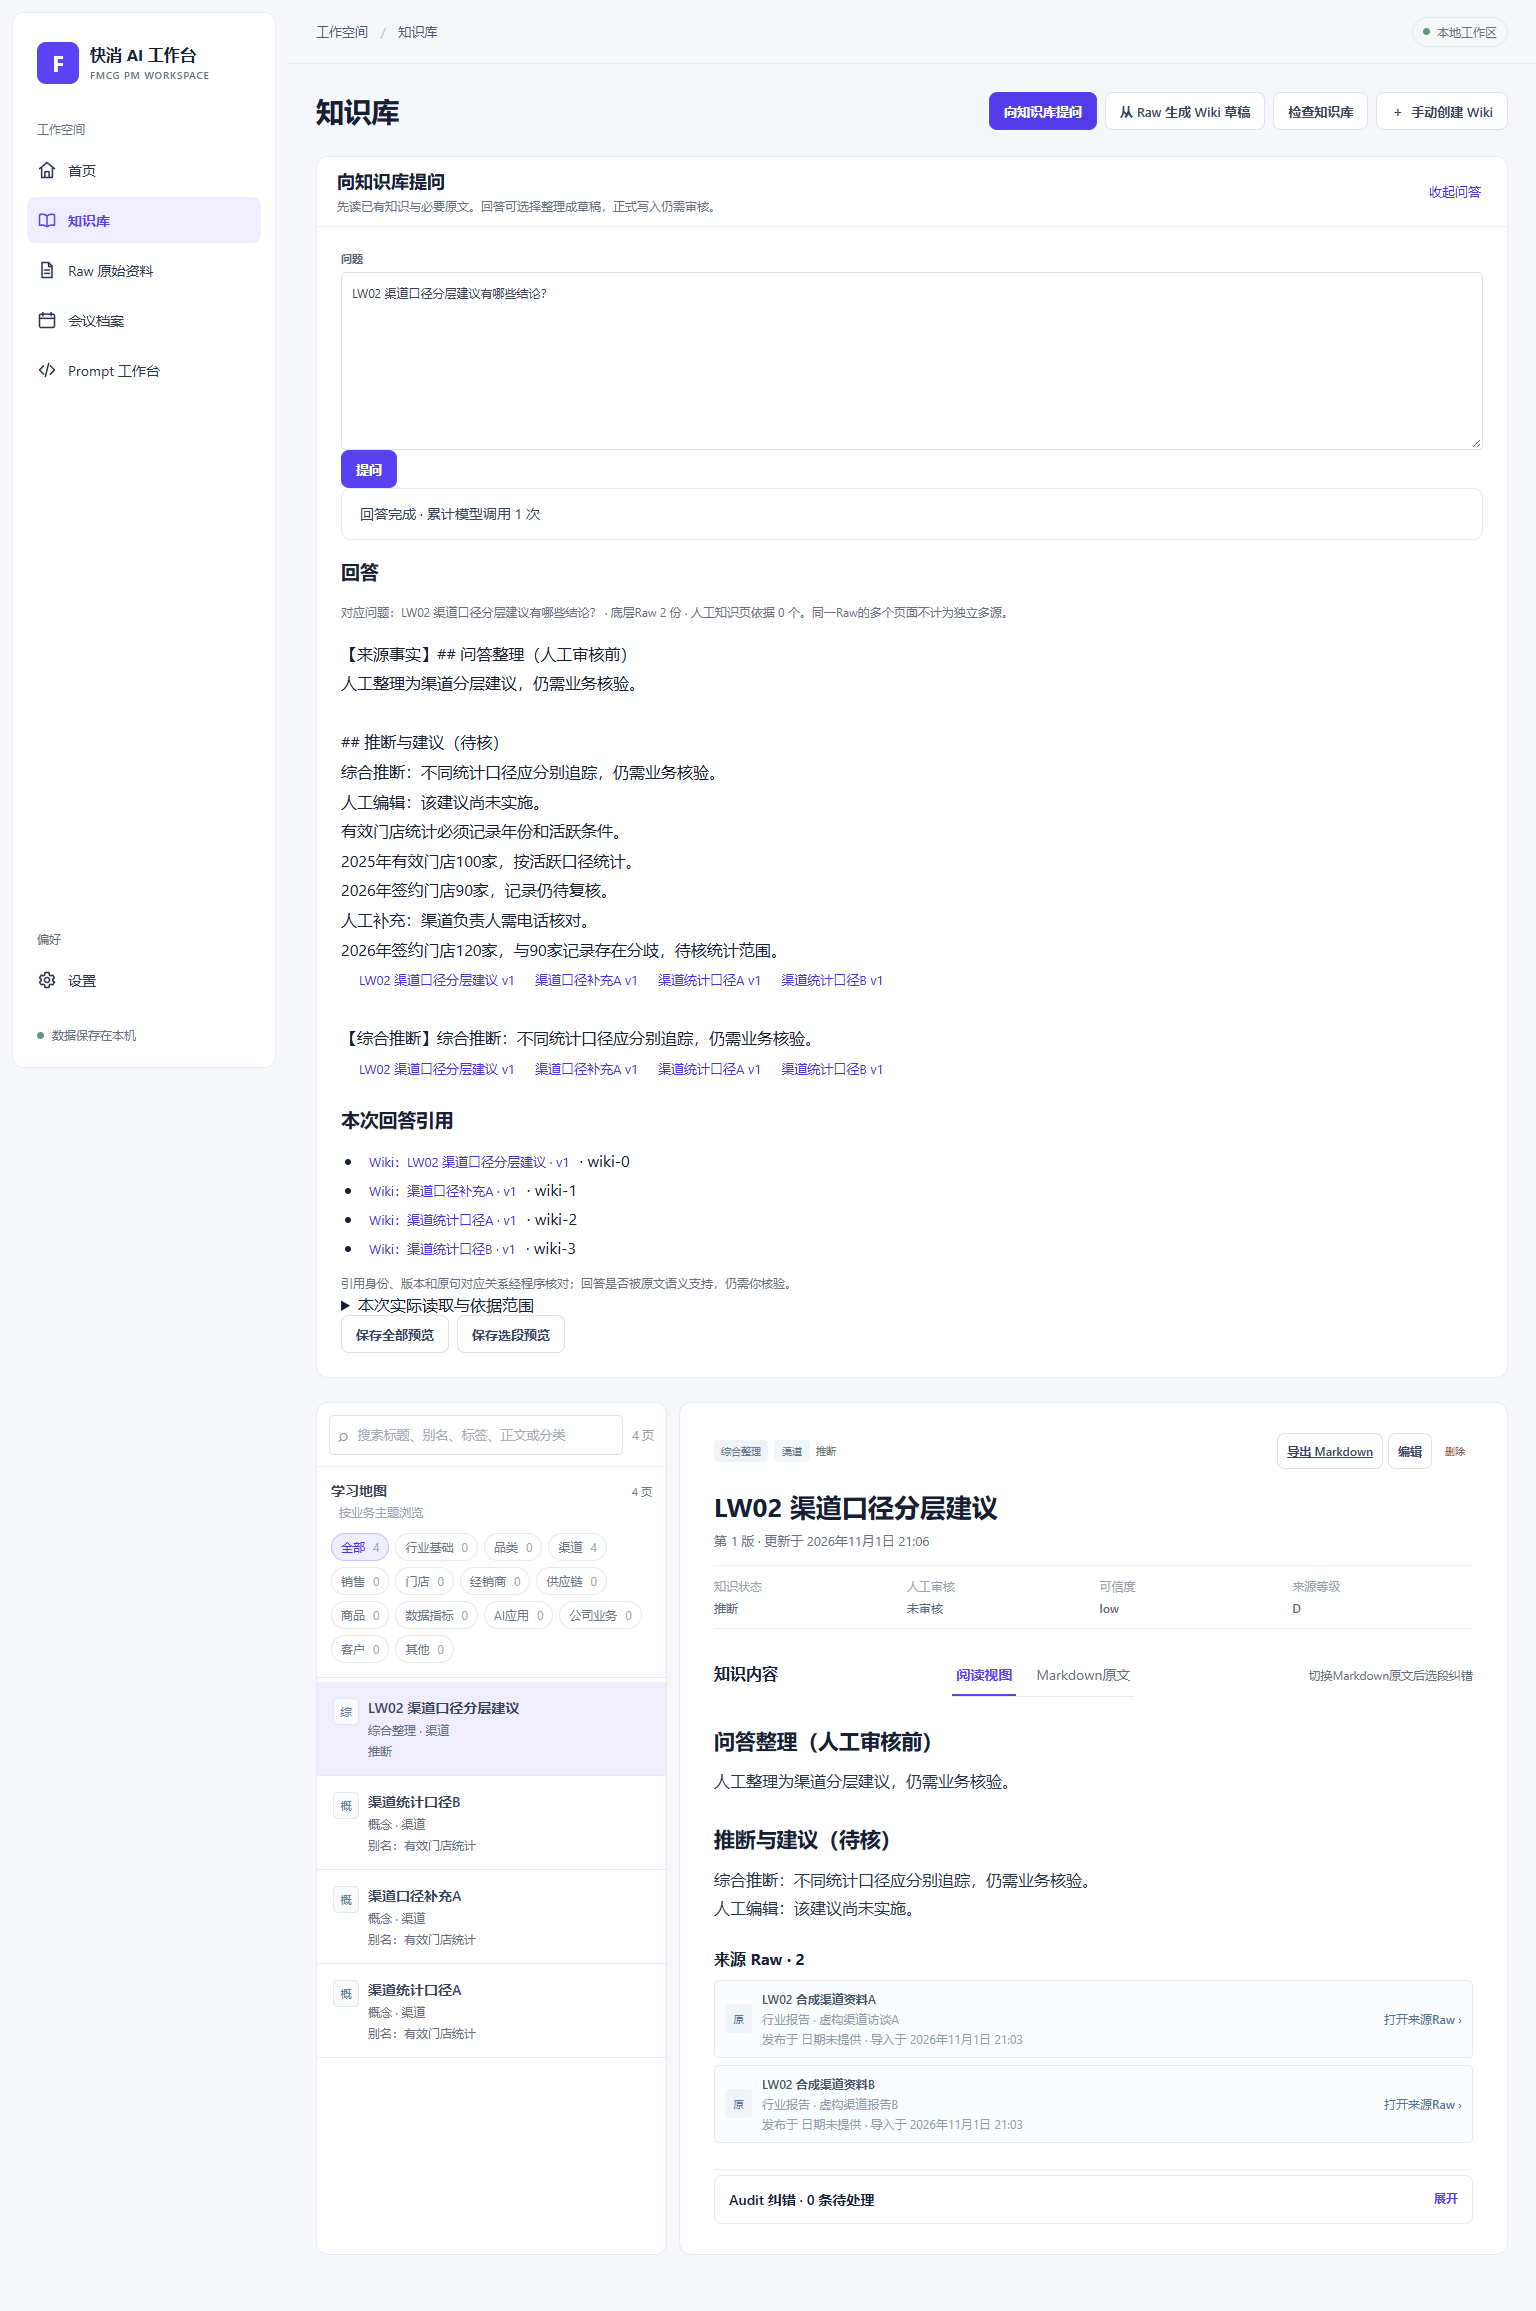 F
快消 AI 工作台
FMCG PM WORKSPACE
工作空间
首页
知识库
Raw 原始资料
会议档案
Prompt 工作台
偏好
设置
数据保存在本机
工作空间 / 知识库
本地工作区
知识库
向知识库提问
从 Raw 生成 Wiki 草稿
检查知识库
+ 手动创建 Wiki
向知识库提问
先读已有知识与必要原文。回答可选择整理成草稿，正式写入仍需审核。
收起问答
问题
LW02 渠道口径分层建议有哪些结论？
提问
回答完成 · 累计模型调用 1 次
回答
对应问题：LW02 渠道口径分层建议有哪些结论？ · 底层Raw 2 份 · 人工知识页依据 0 个。同一Raw的多个页面不计为独立多源。
【来源事实】## 问答整理（人工审核前）
人工整理为渠道分层建议，仍需业务核验。
## 推断与建议（待核）
综合推断：不同统计口径应分别追踪，仍需业务核验。
人工编辑：该建议尚未实施。
有效门店统计必须记录年份和活跃条件。
2025年有效门店100家，按活跃口径统计。
2026年签约门店90家，记录仍待复核。
人工补充：渠道负责人需电话核对。
2026年签约门店120家，与90家记录存在分歧，待核统计范围。
LW02 渠道口径分层建议 v1 渠道口径补充A v1 渠道统计口径A v1 渠道统计口径B v1
【综合推断】综合推断：不同统计口径应分别追踪，仍需业务核验。
LW02 渠道口径分层建议 v1 渠道口径补充A v1 渠道统计口径A v1 渠道统计口径B v1
本次回答引用
• Wiki：LW02 渠道口径分层建议 · v1 · wiki-0
• Wiki：渠道口径补充A · v1 · wiki-1
• Wiki：渠道统计口径A · v1 · wiki-2
• Wiki：渠道统计口径B · v1 · wiki-3
引用身份、版本和原句对应关系经程序核对；回答是否被原文语义支持，仍需你核验。
▶ 本次实际读取与依据范围
保存全部预览
保存选段预览
搜索标题、别名、标签、正文或分类
4 页
学习地图
4 页
按业务主题浏览
全部 4
行业基础 0
品类 0
渠道 4
销售 0
门店 0
经销商 0
供应链 0
商品 0
数据指标 0
AI应用 0
公司业务 0
客户 0
其他 0
综
LW02 渠道口径分层建议
综合整理 · 渠道
推断
概
渠道统计口径B
概念 · 渠道
别名：有效门店统计
概
渠道口径补充A
概念 · 渠道
别名：有效门店统计
概
渠道统计口径A
概念 · 渠道
别名：有效门店统计
综合整理
渠道
推断
导出 Markdown
编辑
删除
LW02 渠道口径分层建议
第 1 版 · 更新于 2026年11月1日 21:06
知识状态
推断
人工审核
未审核
可信度
low
来源等级
D
知识内容
阅读视图
Markdown原文
切换Markdown原文后选段纠错
问答整理（人工审核前）
人工整理为渠道分层建议，仍需业务核验。
推断与建议（待核）
综合推断：不同统计口径应分别追踪，仍需业务核验。
人工编辑：该建议尚未实施。
来源 Raw · 2
原
LW02 合成渠道资料A
行业报告 · 虚构渠道访谈A
发布于 日期未提供 · 导入于 2026年11月1日 21:03
打开来源Raw ›
原
LW02 合成渠道资料B
行业报告 · 虚构渠道报告B
发布于 日期未提供 · 导入于 2026年11月1日 21:03
打开来源Raw ›
Audit 纠错 · 0 条待处理
展开